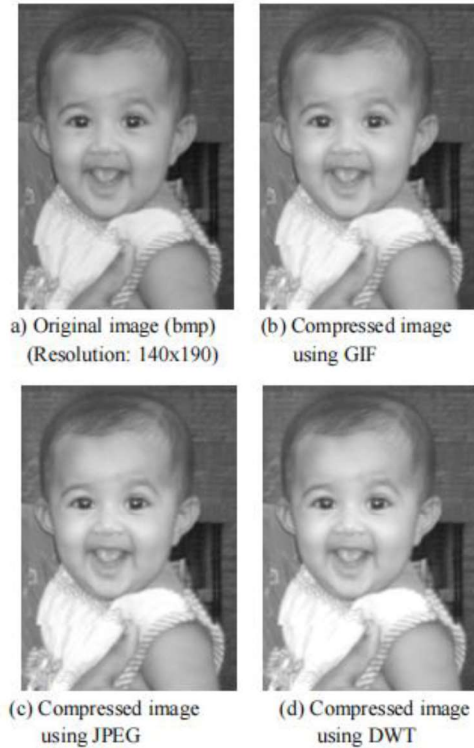 a) Original image (bmp)
(Resolution: 140x190)
(b) Compressed image
using GIF
(c) Compressed image
using JPEG
(d) Compressed image
using DWT